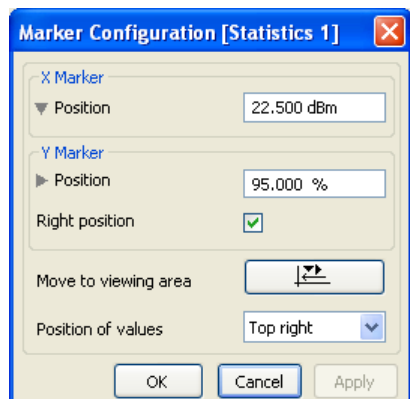 Marker Configuration [Statistics 1]
X Marker
Position 22.500 dBm
Y Marker
Position 95.000 %
Right position
Move to viewing area
Position of values Top right
OK Cancel Apply